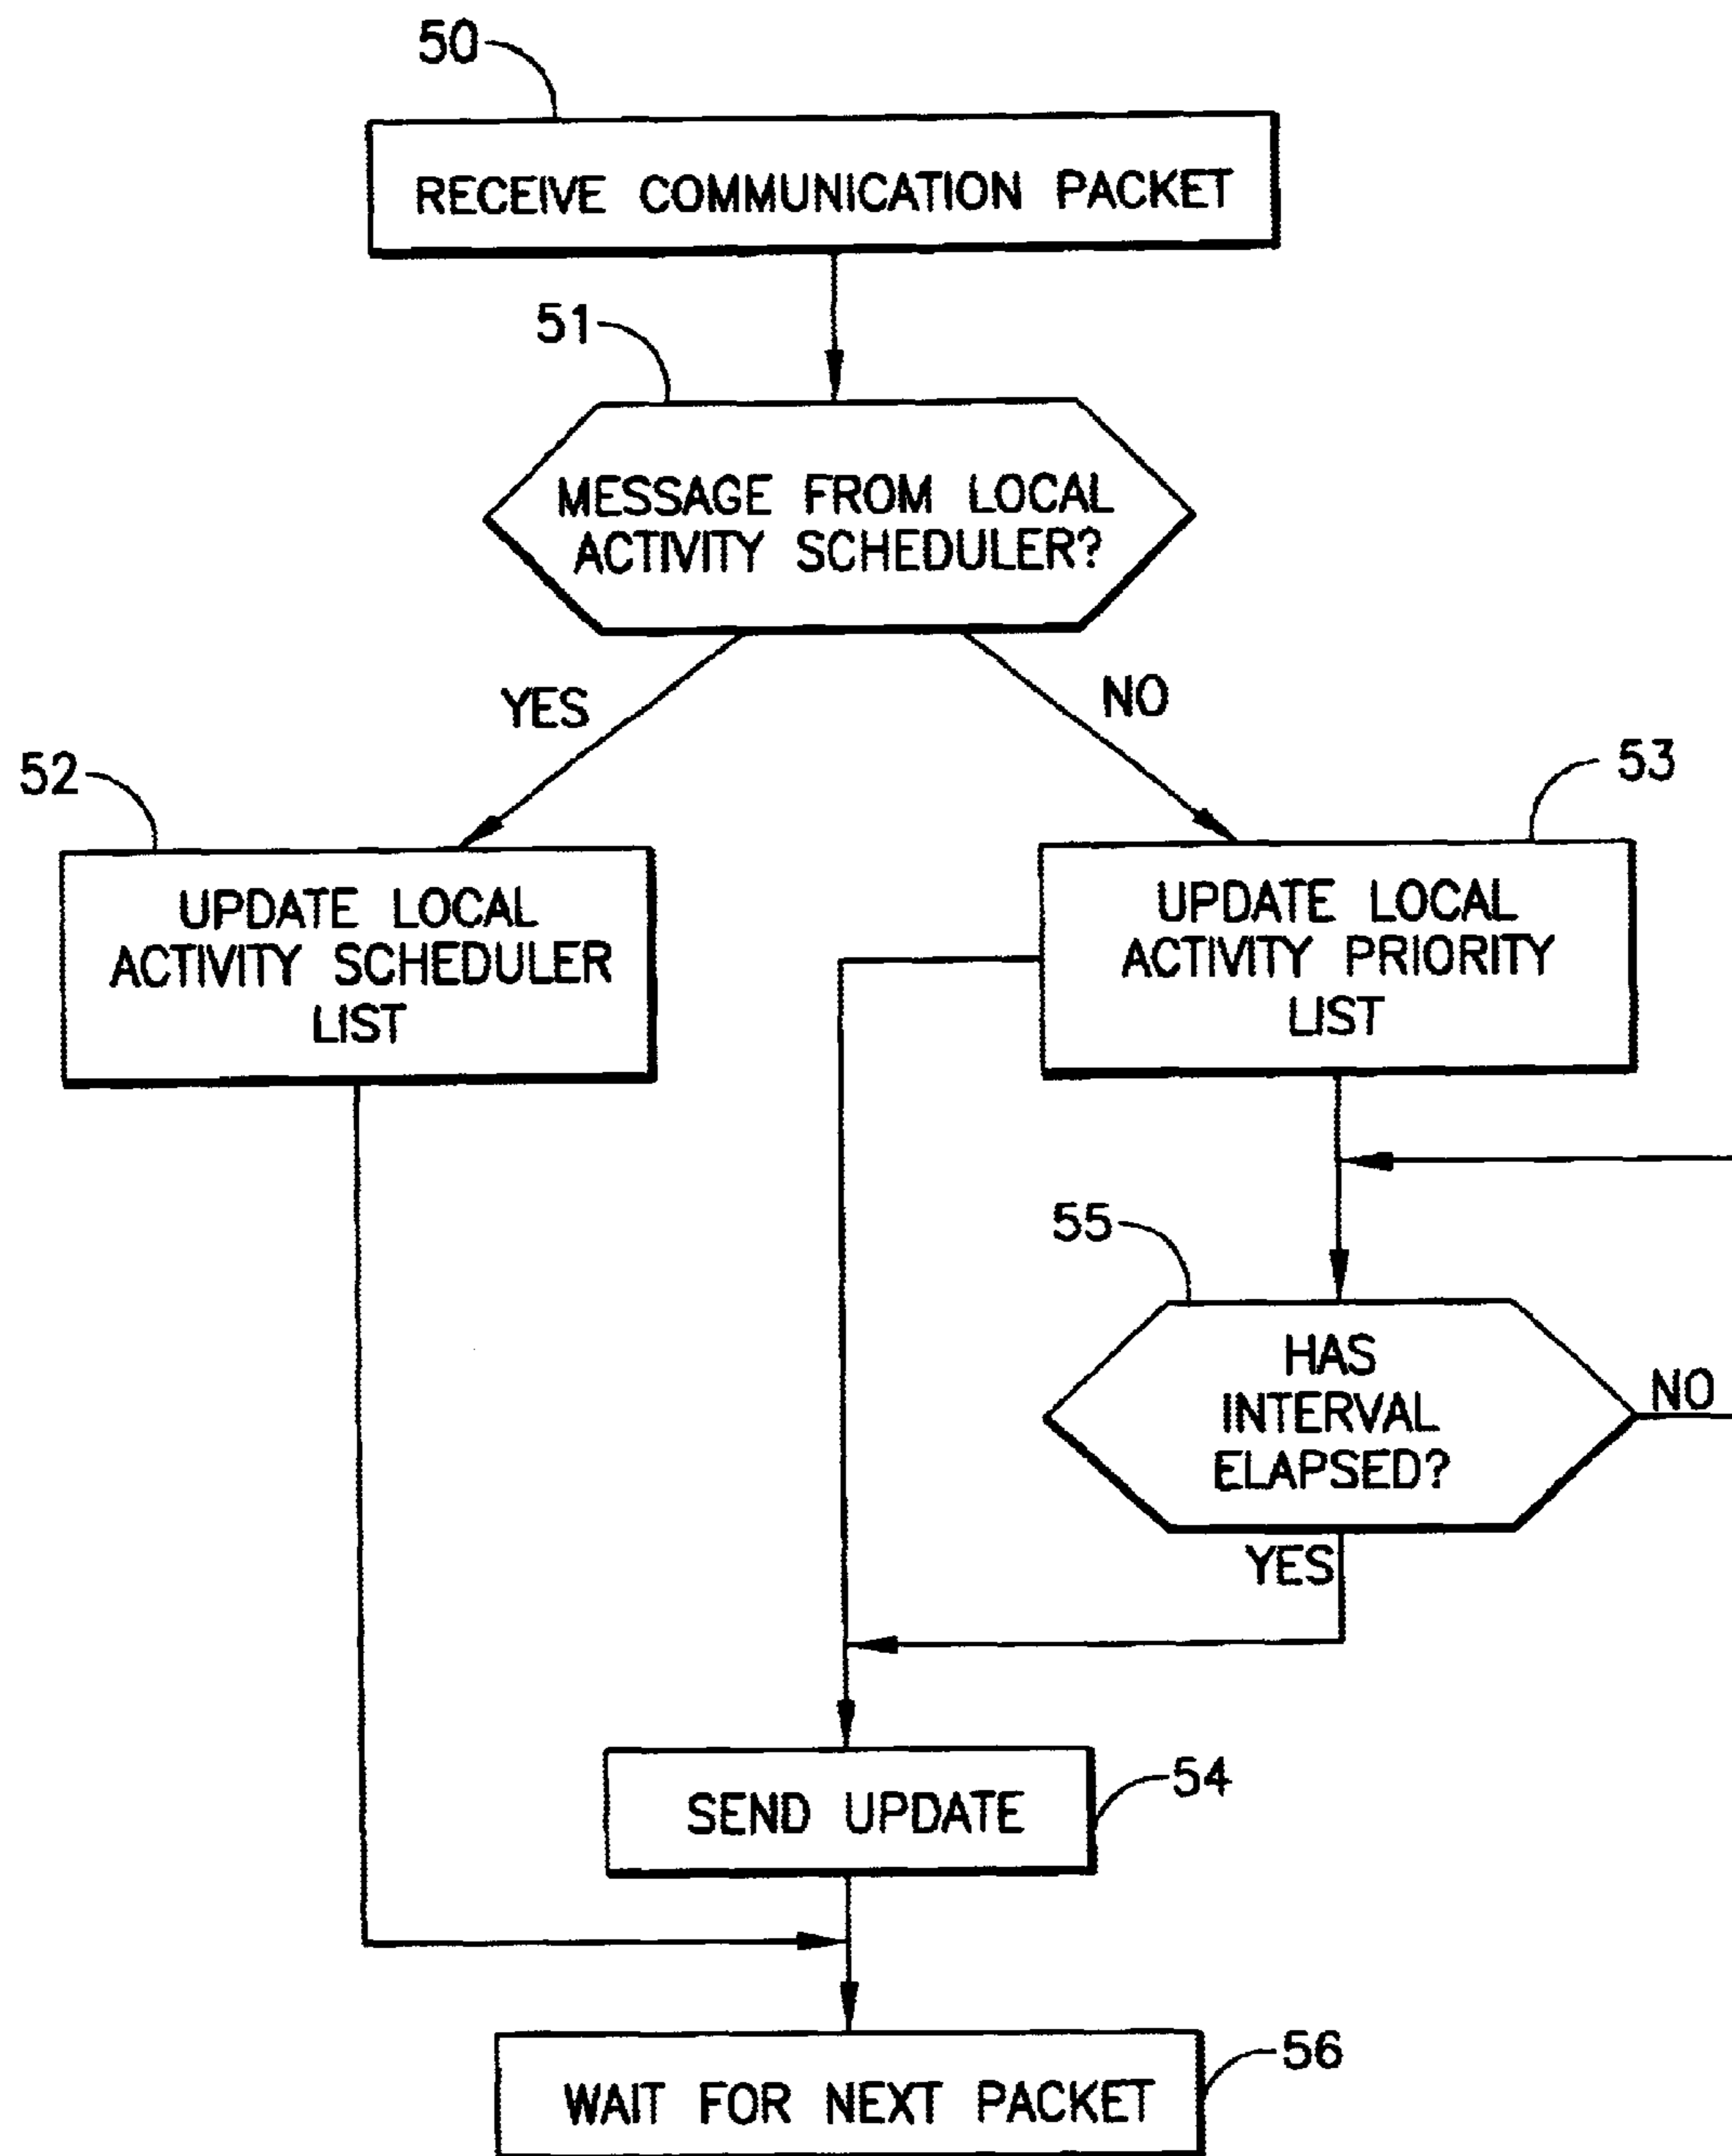 50
RECEIVE COMMUNICATION PACKET
51
MESSAGE FROM LOCAL
ACTIVITY SCHEDULER?
YES
NO
52
UPDATE LOCAL
ACTIVITY SCHEDULER
LIST
53
UPDATE LOCAL
ACTIVITY PRIORITY
LIST
55
HAS
INTERVAL
ELAPSED?
NO
YES
SEND UPDATE
54
WAIT FOR NEXT PACKET
56